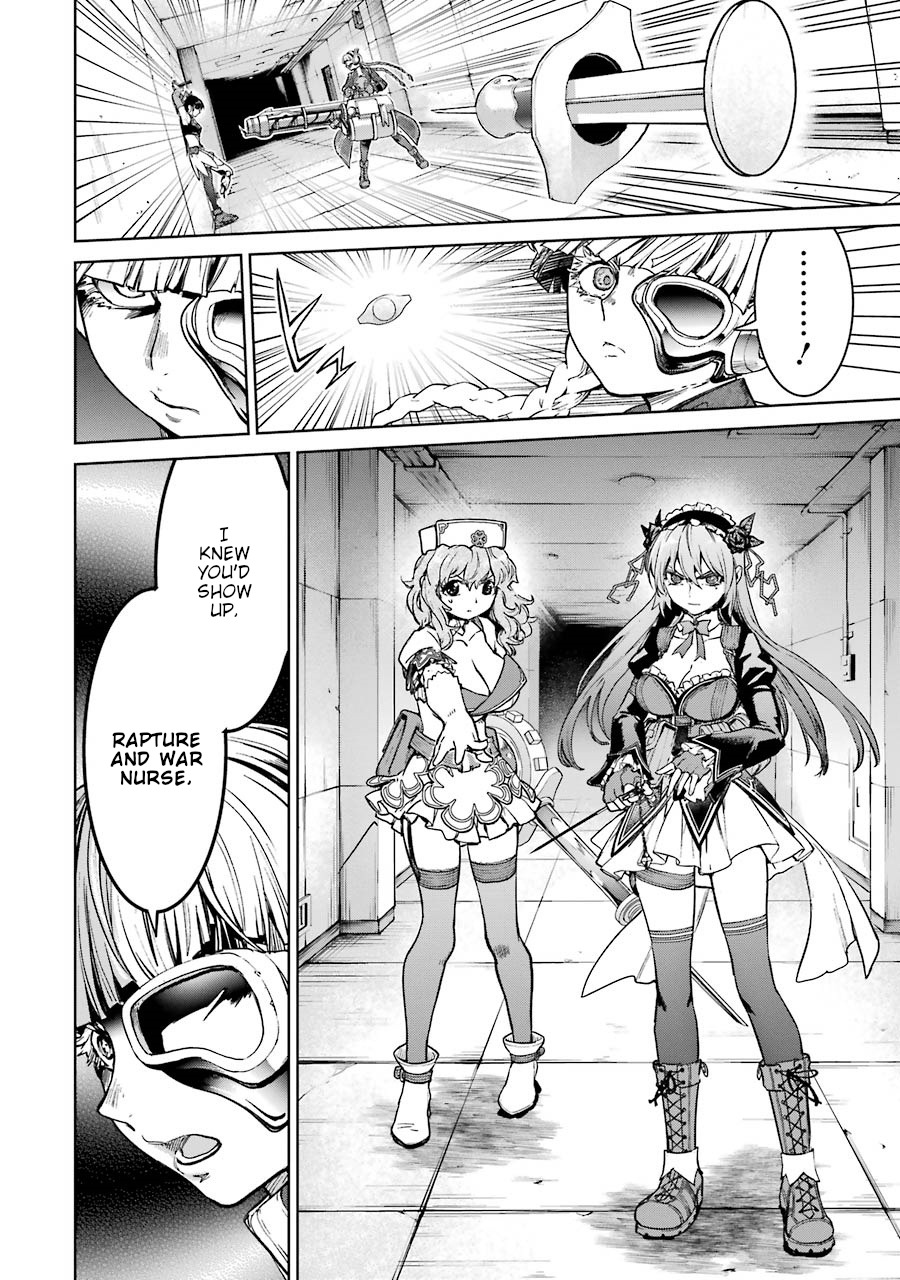 ......!
I
KNEW
YOU'D
SHOW
UP,
RAPTURE
AND WAR
NURSE.